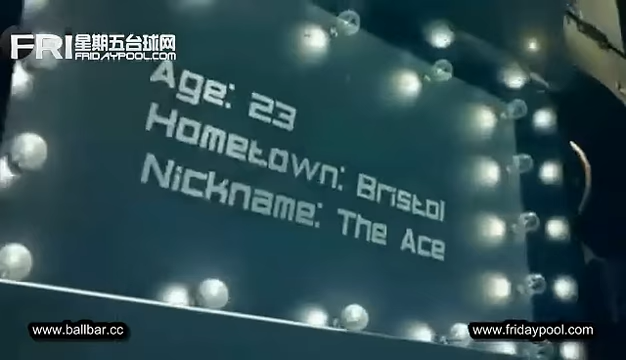 FRI星期五台球网
FRIDAYPOOL.COM
Age: 23
Hometown: Bristol
Nickname: The Ace
www.ballbar.cc
www.fridaypool.com